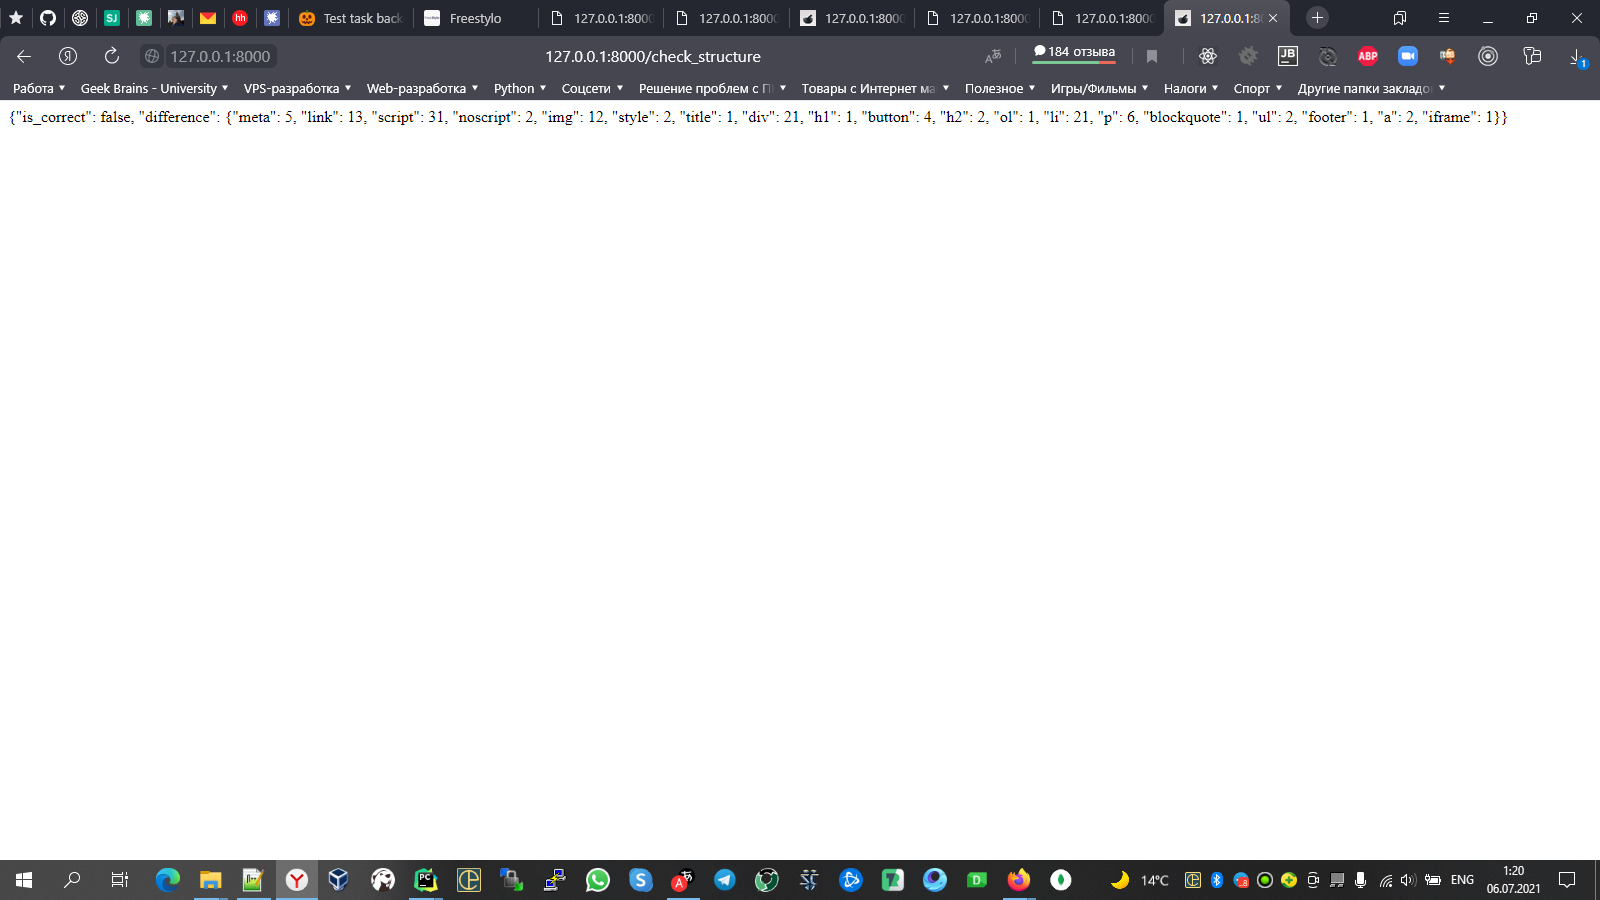 SJ
hh
Test task back
Freestylo
127.0.0.1:8000
127.0.0.1:8000
127.0.0.1:8000
127.0.0.1:8000
127.0.0.1:8000
127.0.0.1:8
Я 127.0.0.1:8000 127.0.0.1:8000/check_structure 184 отзыва JB ABP 1
Работа Geek Brains - University VPS-разработка Web-разработка Python Соцсети Решение проблем с П Товары с Интернет ма Полезное Игры/Фильмы Налоги Спорт Другие папки закладо
{"is_correct": false, "difference": {"meta": 5, "link": 13, "script": 31, "noscript": 2, "img": 12, "style": 2, "title": 1, "div": 21, "h1": 1, "button": 4, "h2": 2, "ol": 1, "li": 21, "p": 6, "blockquote": 1, "ul": 2, "footer": 1, "a": 2, "iframe": 1}}
14°C ENG 1:20
06.07.2021